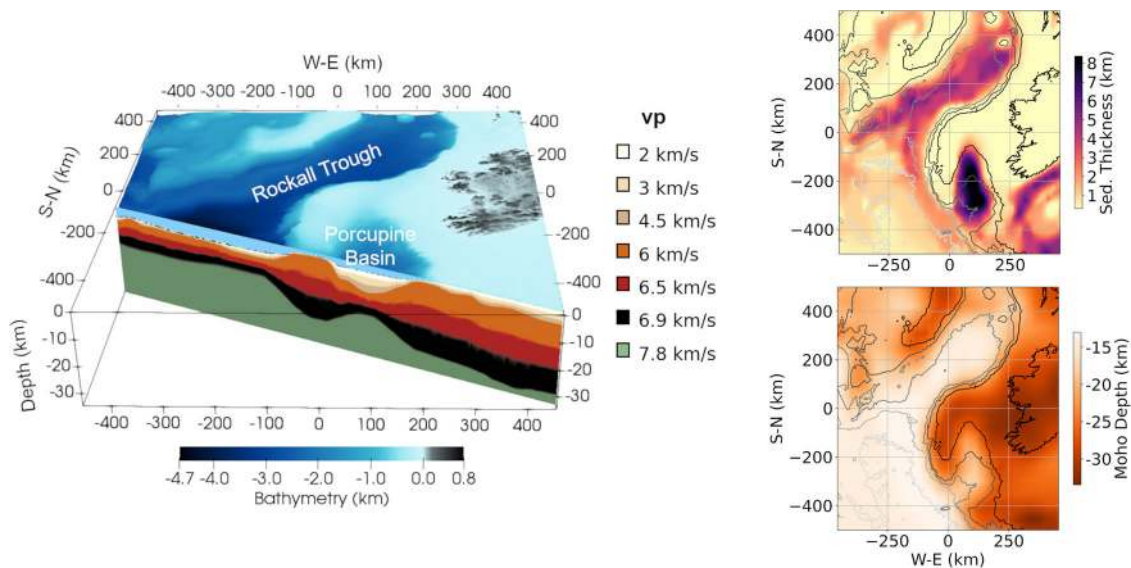 W-E (km)
-400 -300 -200 -100 0 100 200 300 400
400
200
0
-200
-400
S-N (km)
400
200
0
-200
-400
Rockall Trough
Porcupine
Basin
0
-10
-20
-30
Depth (km)
0
-10
-20
-30
-400 -300 -200 -100 0 100 200 300 400
-4.7 -4.0 -3.0 -2.0 -1.0 0.0 0.8
Bathymetry (km)
vp
2 km/s
3 km/s
4.5 km/s
6 km/s
6.5 km/s
6.9 km/s
7.8 km/s
400
200
0
-200
-400
S-N (km)
−250 0 250
8
7
6
5
4
3
2
1
Sed. Thickness (km)
400
200
0
-200
-400
S-N (km)
−250 0 250
W-E (km)
-15
-20
-25
-30
Moho Depth (km)